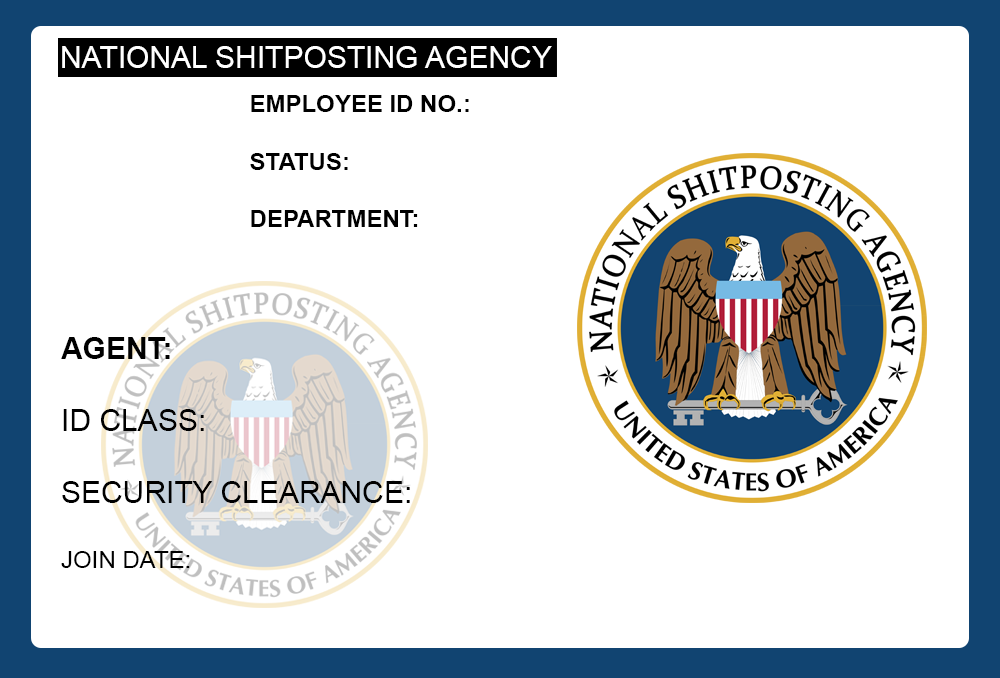 NATIONAL SHITPOSTING AGENCY
EMPLOYEE ID NO.:
STATUS:
DEPARTMENT:
NATIONAL SHITPOSTING AGENCY
UNITED STATES OF AMERICA
NATIONAL SHITPOSTING AGENCY
UNITED STATES OF AMERICA
AGENT:
ID CLASS:
SECURITY CLEARANCE:
JOIN DATE: